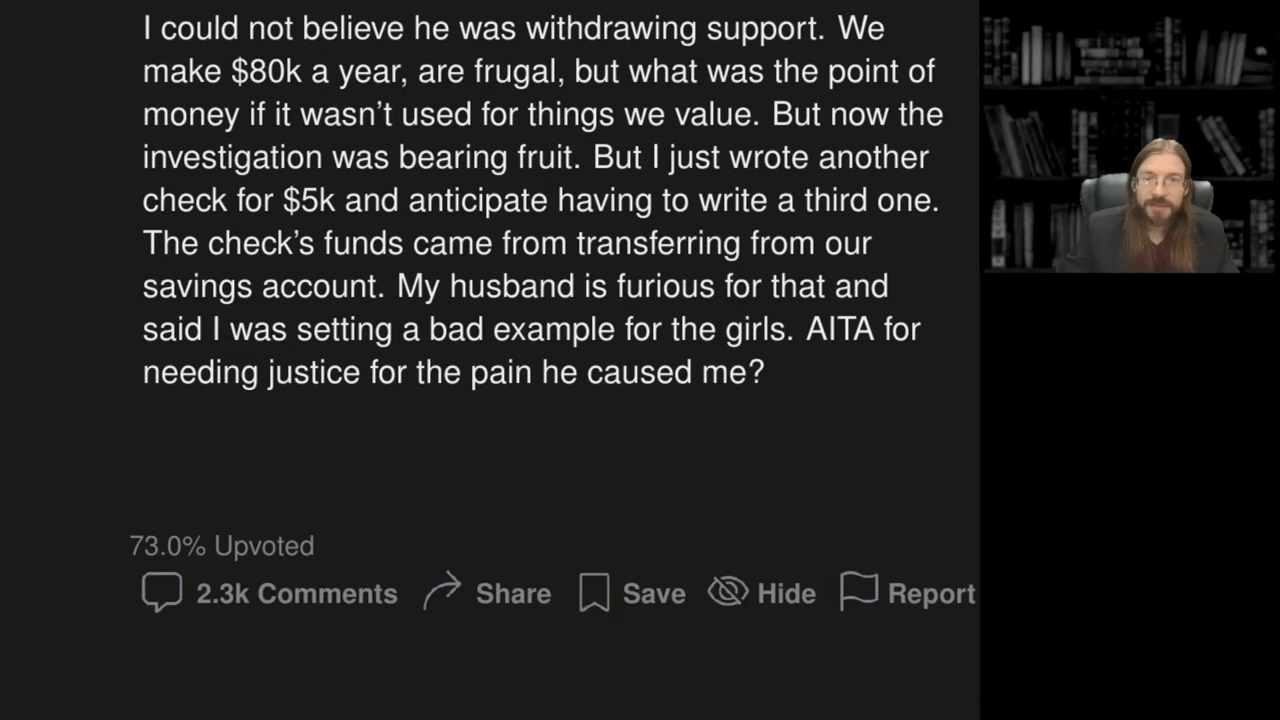 I could not believe he was withdrawing support. We
make $80k a year, are frugal, but what was the point of
money if it wasn’t used for things we value. But now the
investigation was bearing fruit. But I just wrote another
check for $5k and anticipate having to write a third one.
The check’s funds came from transferring from our
savings account. My husband is furious for that and
said I was setting a bad example for the girls. AITA for
needing justice for the pain he caused me?
73.0% Upvoted
2.3k Comments Share Save Hide Report